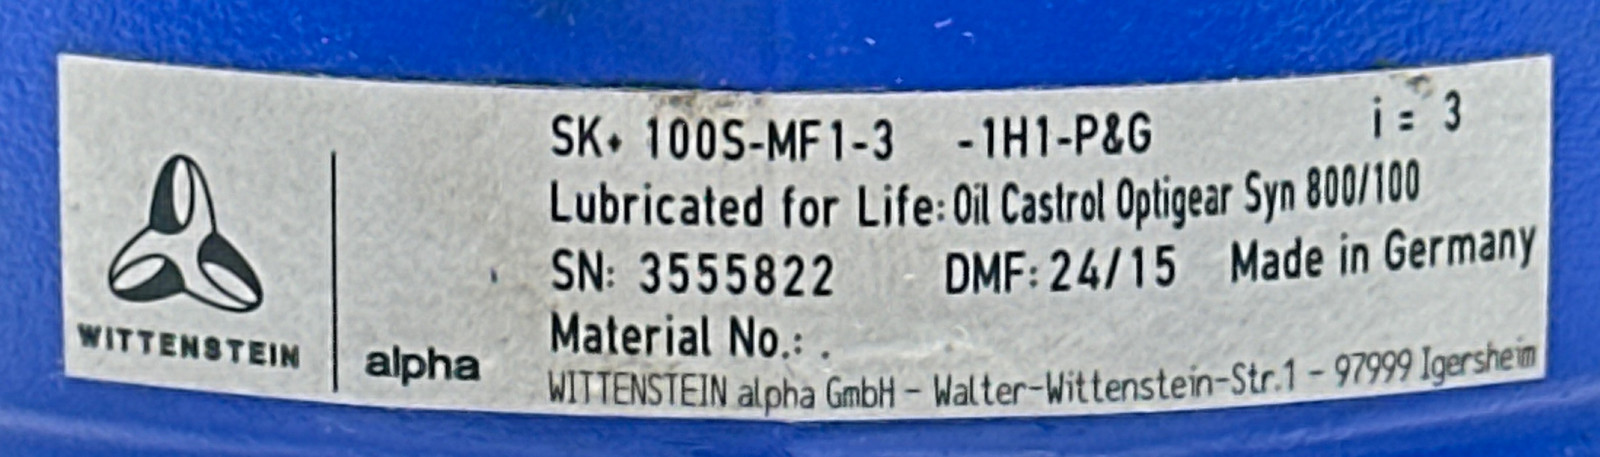 SK+ 100S-MF1-3 -1H1-P&G i = 3
Lubricated for Life: Oil Castrol Optigear Syn 800/100
SN: 3555822 DMF: 24/15 Made in Germany
Material No.: .
WITTENSTEIN alpha GmbH - Walter-Wittenstein-Str.1 - 97999 Igersheim
WITTENSTEIN
alpha